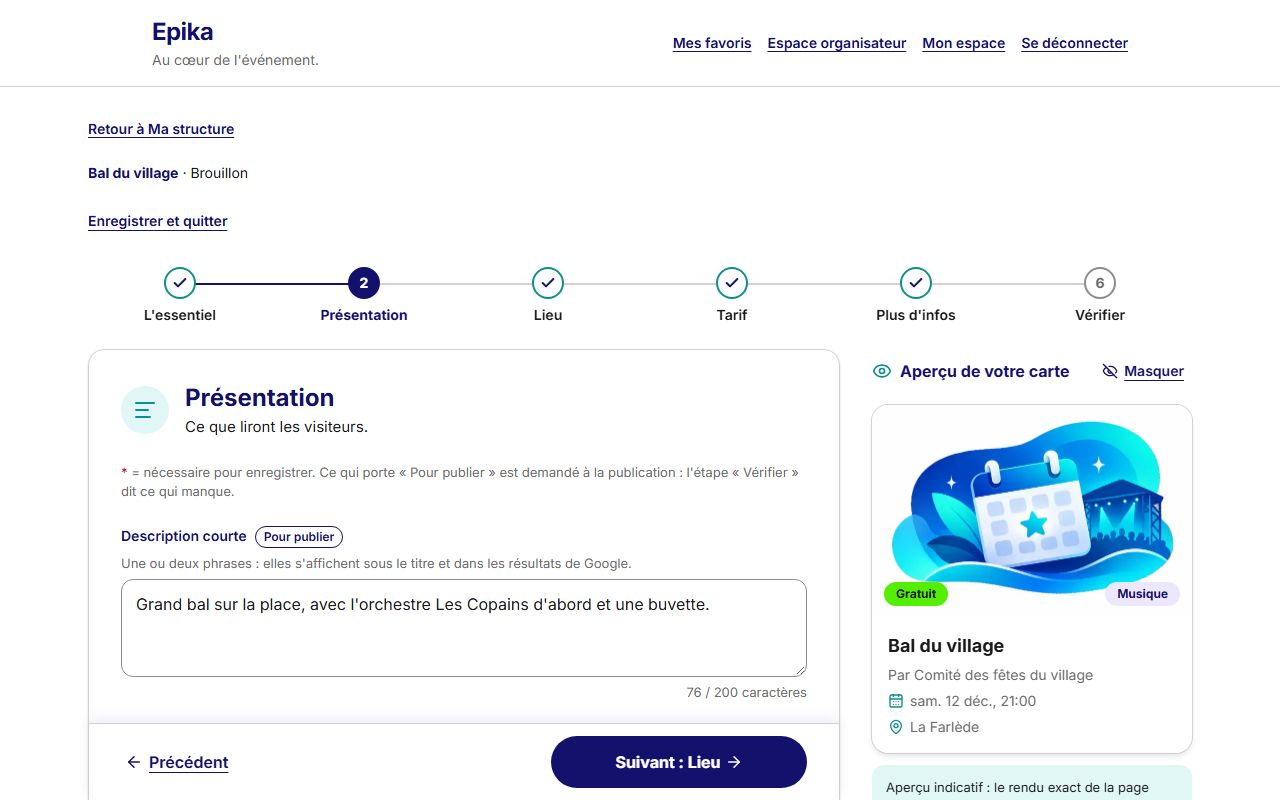 Epika
Au cœur de l'événement.
Mes favoris
Espace organisateur
Mon espace
Se déconnecter
Retour à Ma structure
Bal du village · Brouillon
Enregistrer et quitter
2
6
L'essentiel
Présentation
Lieu
Tarif
Plus d'infos
Vérifier
Présentation
Ce que liront les visiteurs.
* = nécessaire pour enregistrer. Ce qui porte « Pour publier » est demandé à la publication : l'étape « Vérifier »
dit ce qui manque.
Description courte
Pour publier
Une ou deux phrases : elles s'affichent sous le titre et dans les résultats de Google.
Grand bal sur la place, avec l'orchestre Les Copains d'abord et une buvette.
76 / 200 caractères
← Précédent
Suivant : Lieu →
Aperçu de votre carte
Masquer
Gratuit
Musique
Bal du village
Par Comité des fêtes du village
sam. 12 déc., 21:00
La Farlède
Aperçu indicatif : le rendu exact de la page